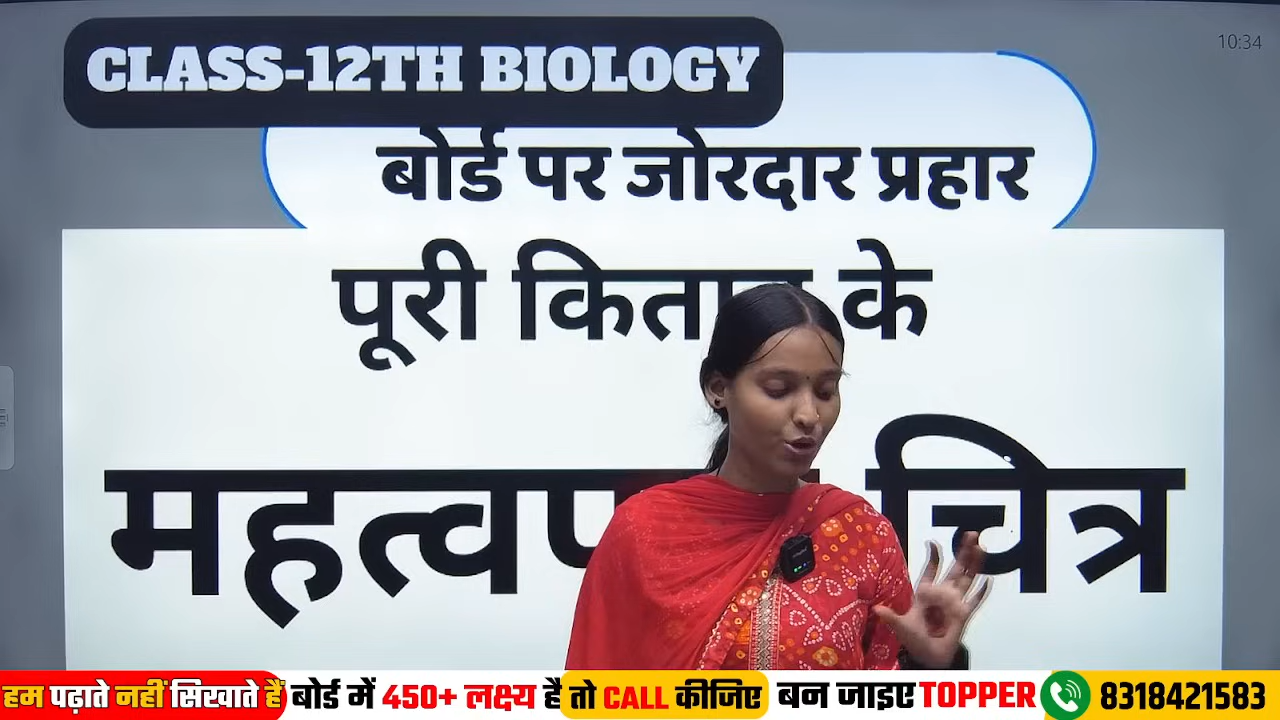 CLASS-12TH BIOLOGY
10:34
बोर्ड पर जोरदार प्रहार
पूरी के
चित्र
हम पढ़ाते नहीं सिखाते हैं बोर्ड में 450+ लक्ष्य है तो CALL कीजिए बन जाइए TOPPER 8318421583